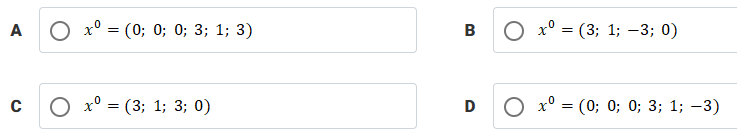 A x⁰ = (0; 0; 0; 3; 1; 3)
B x⁰ = (3; 1; −3; 0)
C x⁰ = (3; 1; 3; 0)
D x⁰ = (0; 0; 0; 3; 1; −3)